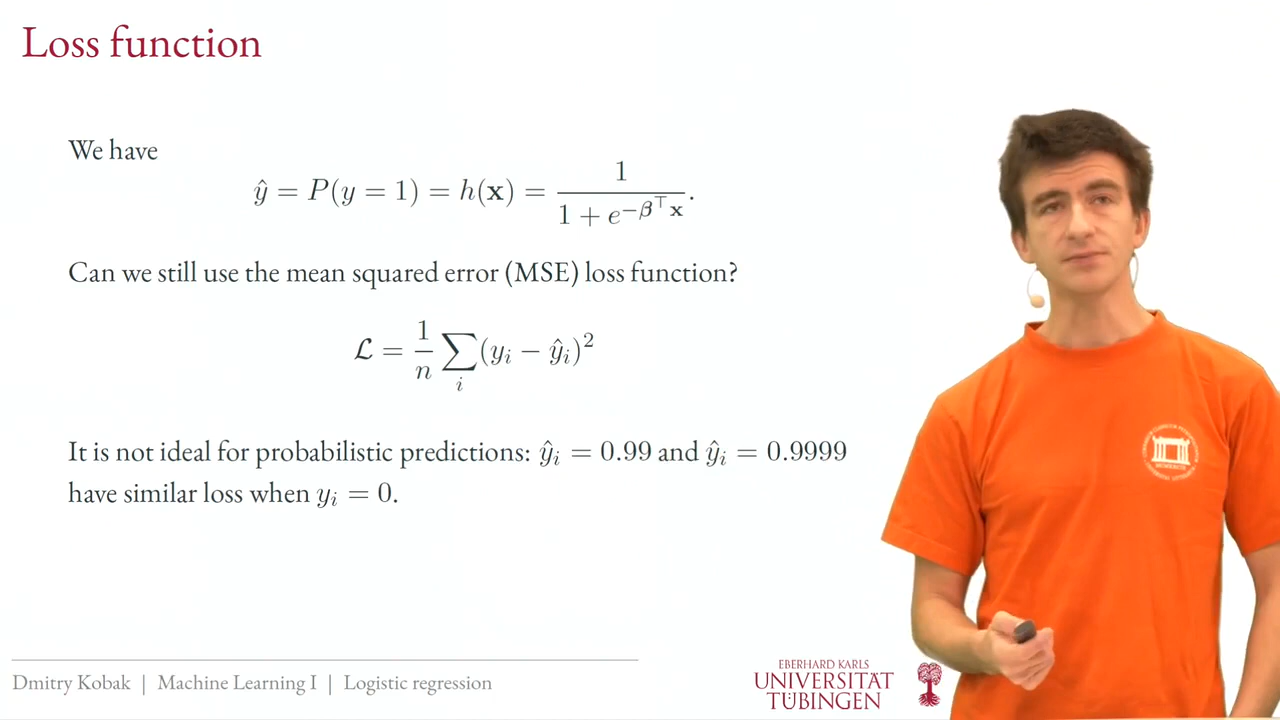 Loss function
We have
ŷ = P(y = 1) = h(x) = 1 / (1 + e^{−β^⊤ x}).
Can we still use the mean squared error (MSE) loss function?
ℒ = 1/n ∑_i (y_i − ŷ_i)²
It is not ideal for probabilistic predictions: ŷ_i = 0.99 and ŷ_i = 0.9999
have similar loss when y_i = 0.
Dmitry Kobak | Machine Learning I | Logistic regression
EBERHARD KARLS
UNIVERSITÄT
TÜBINGEN